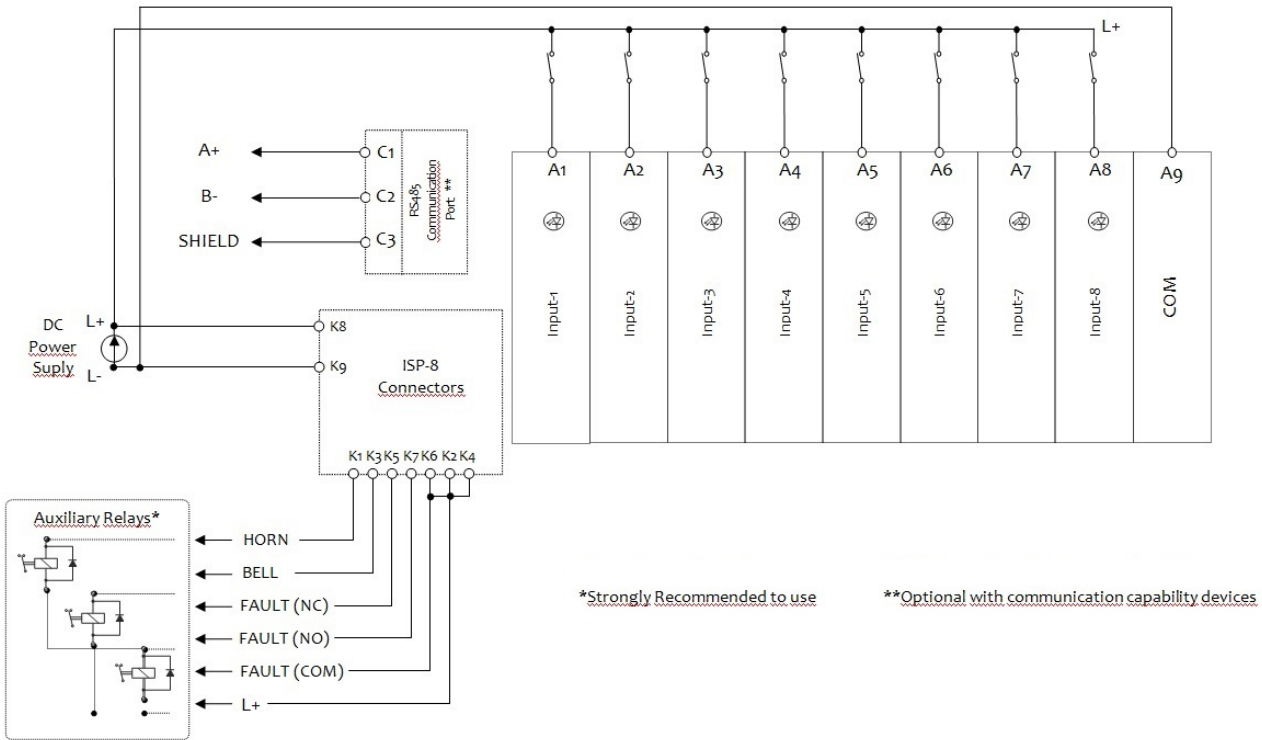 L+
A+
B-
SHIELD
C1
C2
C3
RS485
Communication
Port **
A1
A2
A3
A4
A5
A6
A7
A8
A9
Input-1
Input-2
Input-3
Input-4
Input-5
Input-6
Input-7
Input-8
COM
DC
Power
Suply
L+
L-
K8
K9
ISP-8
Connectors
K1 K3 K5 K7 K6 K2 K4
Auxiliary Relays*
HORN
BELL
FAULT (NC)
FAULT (NO)
FAULT (COM)
L+
*Strongly Recommended to use
**Optional with communication capability devices